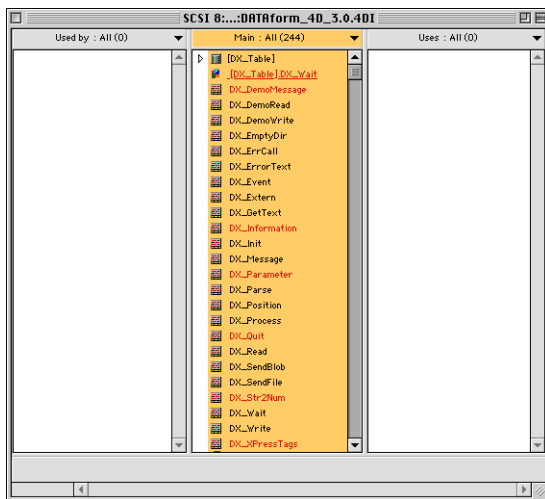 SCSI 8:...:DATAform_4D_3.0.4DI
Used by : All (0)
Main : All (244)
Uses : All (0)
[DX_Table]
[DX_Table].DX_Wait
DX_DemoMessage
DX_DemoRead
DX_DemoWrite
DX_EmptyDir
DX_ErrCall
DX_ErrorText
DX_Event
DX_Extern
DX_GetText
DX_Information
DX_Init
DX_Message
DX_Parameter
DX_Parse
DX_Position
DX_Process
DX_Quit
DX_Read
DX_SendBlob
DX_SendFile
DX_Str2Num
DX_Wait
DX_Write
DX_XPressTags